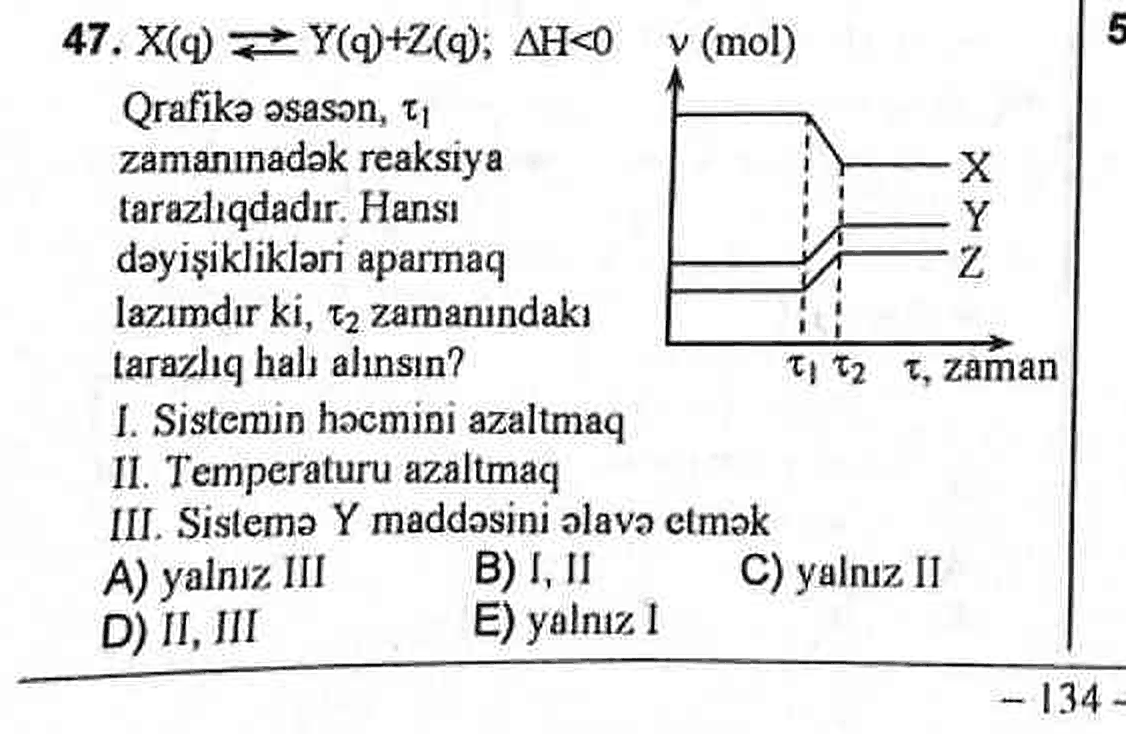 47. X(q) ⇄ Y(q)+Z(q); ΔH<0 ν (mol)
5
Qrafikə əsasən, τ₁
zamanınadək reaksiya
tarazlıqdadır. Hansı
dəyişiklikləri aparmaq
lazımdır ki, τ₂ zamanındakı
tarazlıq halı alınsın?
X
Y
Z
τ₁ τ₂ τ, zaman
I. Sistemin həcmini azaltmaq
II. Temperaturu azaltmaq
III. Sistemə Y maddəsini əlavə etmək
A) yalnız III B) I, II C) yalnız II
D) II, III E) yalnız I
– 134 –